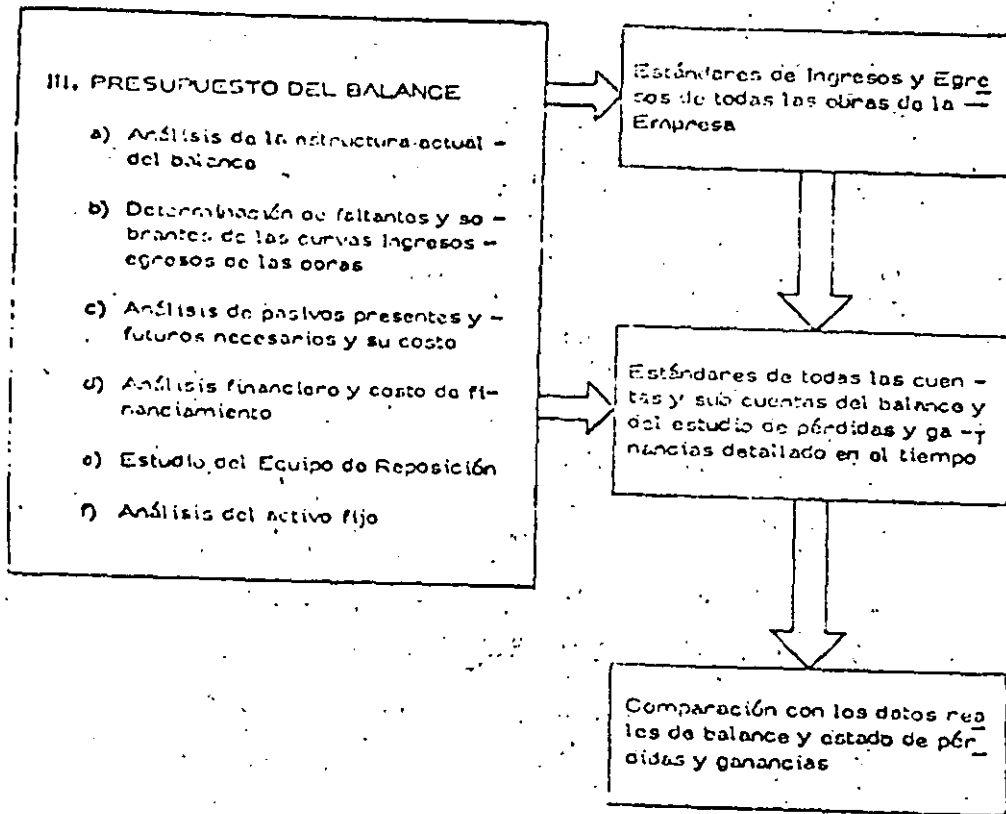 III. PRESUPUESTO DEL BALANCE
a) Análisis de la estructura actual -
del balance
b) Determinación de faltantes y so -
brantes de las curvas Ingresos -
egresos de las obras
c) Análisis de pasivos presentes y -
futuros necesarios y su costo
d) Análisis financiero y costo de fi-
nanciamiento
e) Estudio del Equipo de Reposición
f) Análisis del activo fijo
Estándares de Ingresos y Egre
sos de todas las obras de la —
Empresa
Estándares de todas las cuen -
tas y sub cuentas del balance y
del estudio de pérdidas y ga -
nancias detallado en el tiempo
Comparación con los datos rea
les de balance y estado de pér
didas y ganancias